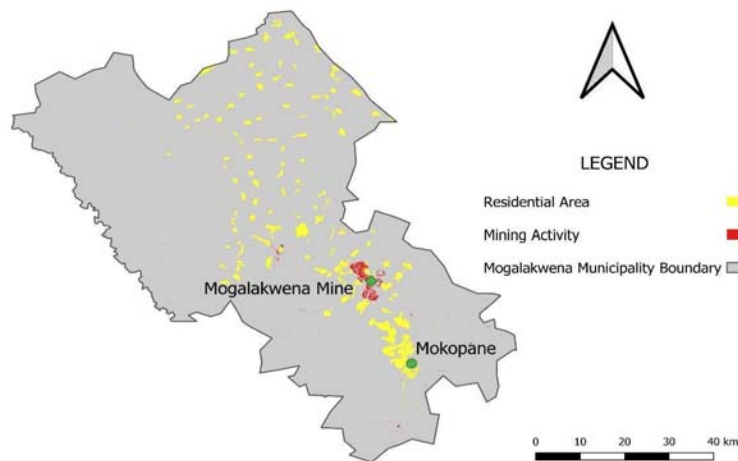 LEGEND
Residential Area
Mining Activity
Mogalakwena Municipality Boundary
Mogalakwena Mine
Mokopane
0 10 20 30 40 km